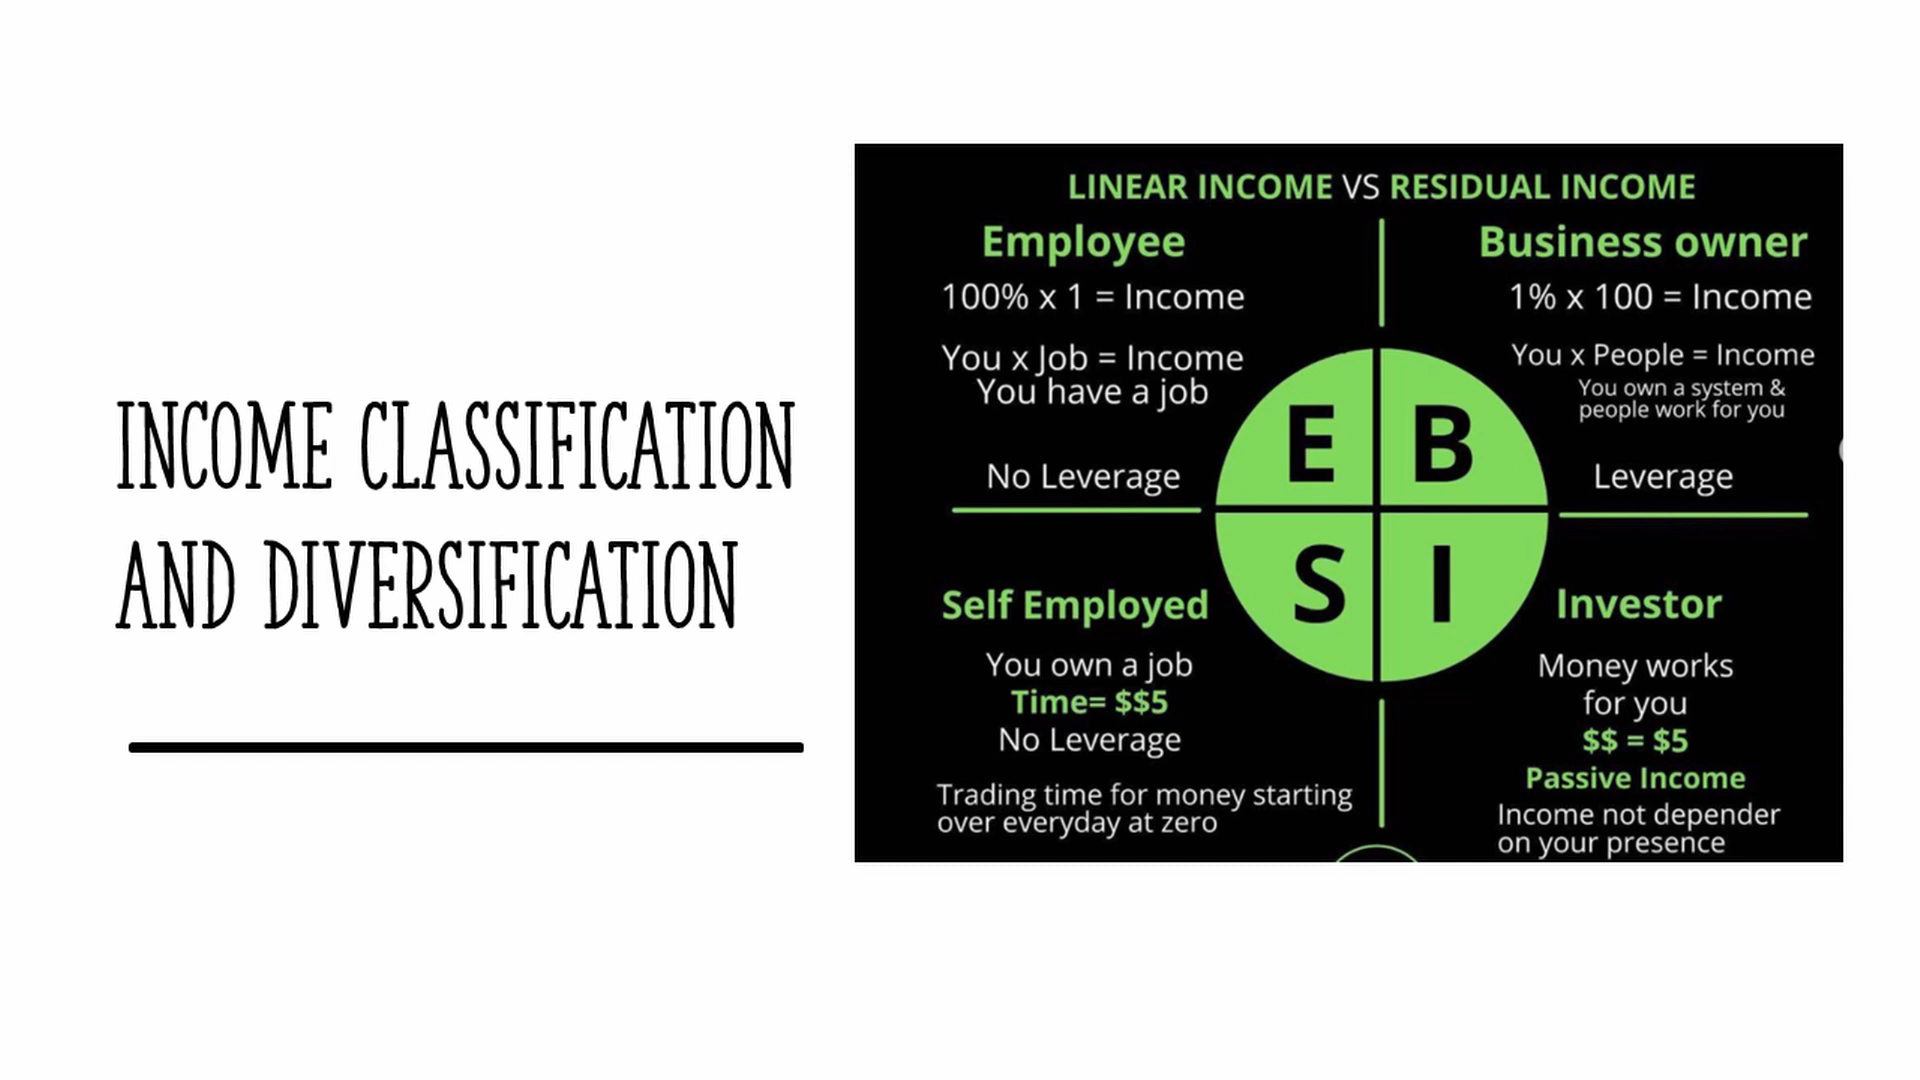 INCOME CLASSIFICATION
AND DIVERSIFICATION
LINEAR INCOME VS RESIDUAL INCOME
Employee
100% x 1 = Income
You x Job = Income
You have a job
No Leverage
Business owner
1% x 100 = Income
You x People = Income
You own a system &
people work for you
Leverage
E B
S I
Self Employed
You own a job
Time= $$5
No Leverage
Trading time for money starting
over everyday at zero
Investor
Money works
for you
$$ = $5
Passive Income
Income not depender
on your presence